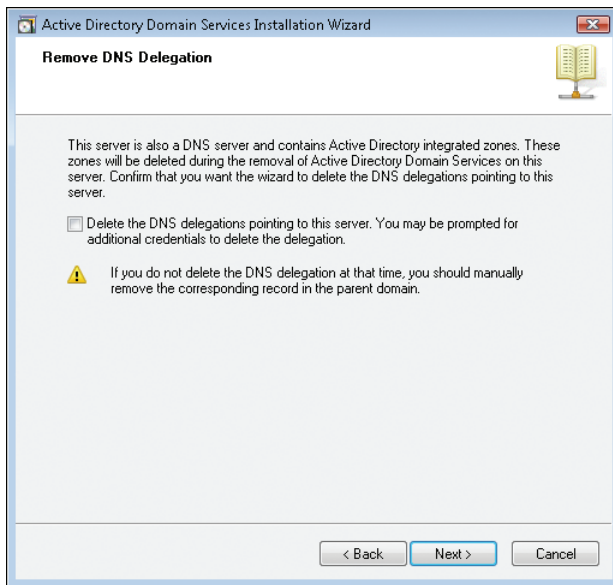 Active Directory Domain Services Installation Wizard
Remove DNS Delegation
This server is also a DNS server and contains Active Directory integrated zones. These
zones will be deleted during the removal of Active Directory Domain Services on this
server. Confirm that you want the wizard to delete the DNS delegations pointing to this
server.
Delete the DNS delegations pointing to this server. You may be prompted for
additional credentials to delete the delegation.
If you do not delete the DNS delegation at that time, you should manually
remove the corresponding record in the parent domain.
< Back Next > Cancel